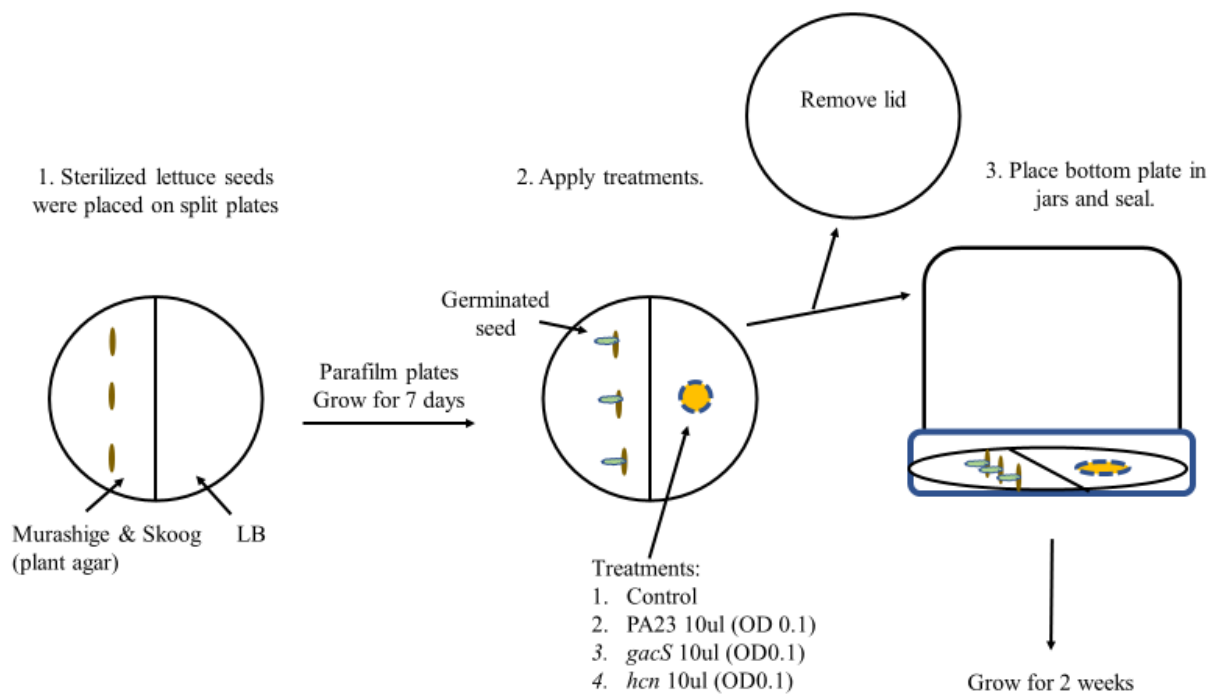 1. Sterilized lettuce seeds
were placed on split plates
Murashige & Skoog
(plant agar)
LB
Parafilm plates
Grow for 7 days
2. Apply treatments.
Germinated
seed
Treatments:
1. Control
2. PA23 10ul (OD 0.1)
3. gacS 10ul (OD0.1)
4. hcn 10ul (OD0.1)
Remove lid
3. Place bottom plate in
jars and seal.
Grow for 2 weeks